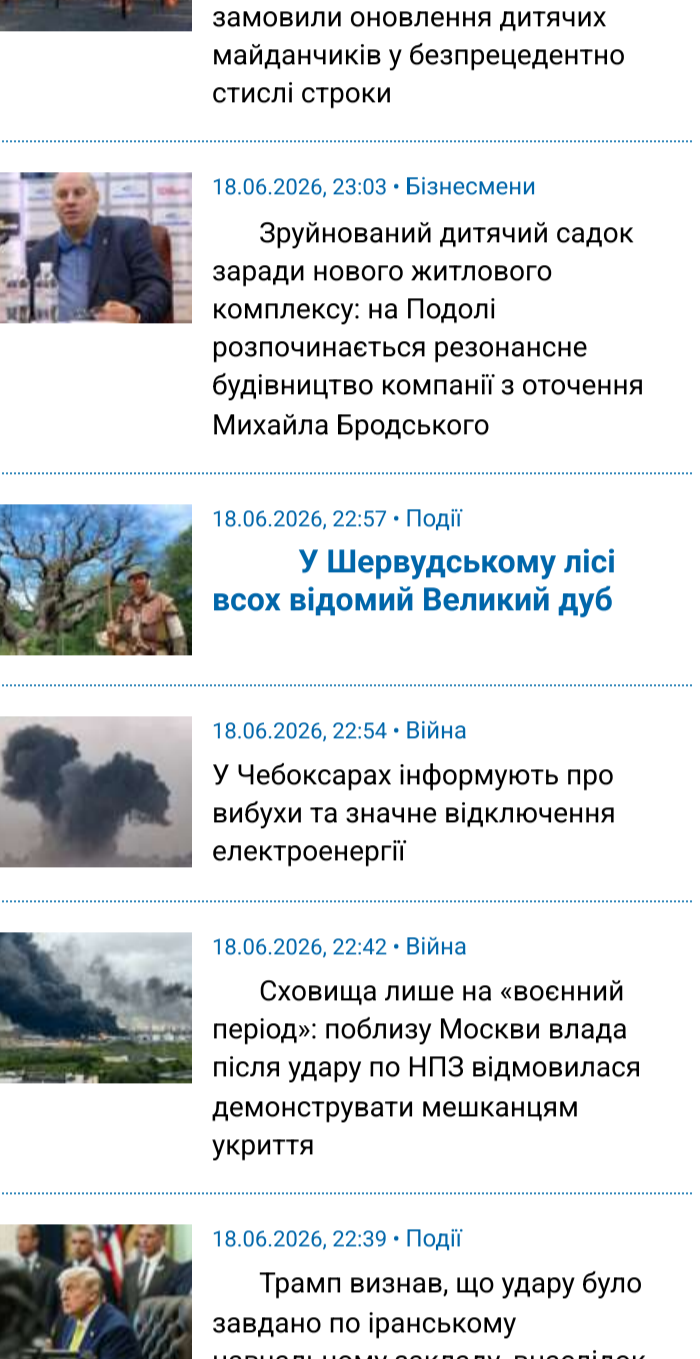 замовили оновлення дитячих
майданчиків у безпрецедентно
стислі строки
18.06.2026, 23:03 • Бізнесмени
Зруйнований дитячий садок
заради нового житлового
комплексу: на Подолі
розпочинається резонансне
будівництво компанії з оточення
Михайла Бродського
18.06.2026, 22:57 • Події
У Шервудському лісі
всох відомий Великий дуб
18.06.2026, 22:54 • Війна
У Чебоксарах інформують про
вибухи та значне відключення
електроенергії
18.06.2026, 22:42 • Війна
Сховища лише на «воєнний
період»: поблизу Москви влада
після удару по НПЗ відмовилася
демонструвати мешканцям
укриття
18.06.2026, 22:39 • Події
Трамп визнав, що удару було
завдано по іранському